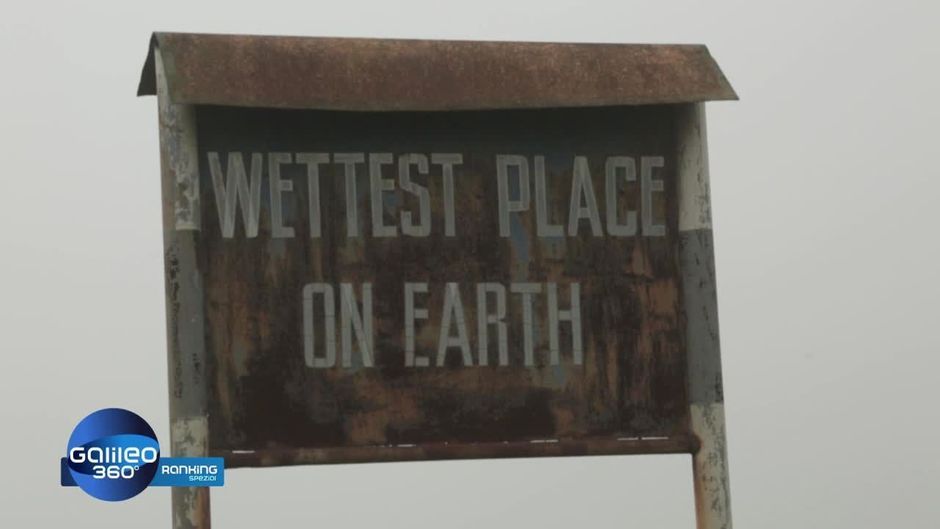 WETTEST PLACE
ON EARTH
Galileo
360°
RANKING
SPEZIAL